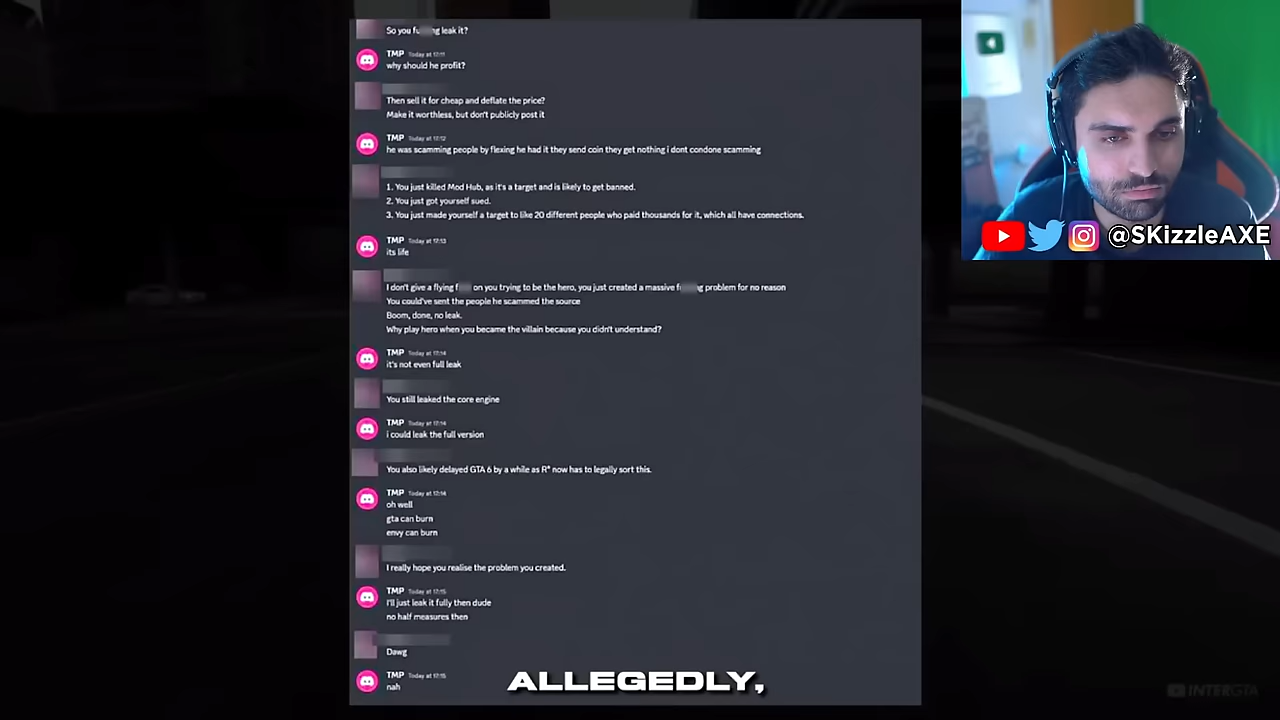 So you fu ng leak it?
TMP Today at 17:11
why should he profit?
Then sell it for cheap and deflate the price?
Make it worthless, but don't publicly post it
TMP Today at 17:12
he was scamming people by flexing he had it they send coin they get nothing i dont condone scamming
1. You just killed Mod Hub, as it's a target and is likely to get banned.
2. You just got yourself sued.
3. You just made yourself a target to like 20 different people who paid thousands for it, which all have connections.
TMP Today at 17:13
its life
I don't give a flying f on you trying to be the hero, you just created a massive f g problem for no reason
You could've sent the people he scammed the source
Boom, done, no leak.
Why play hero when you became the villain because you didn't understand?
TMP Today at 17:14
it's not even full leak
You still leaked the core engine
TMP Today at 17:14
i could leak the full version
You also likely delayed GTA 6 by a while as R* now has to legally sort this.
TMP Today at 17:14
oh well
gta can burn
envy can burn
I really hope you realise the problem you created.
TMP Today at 17:15
I'll just leak it fully then dude
no half measures then
Dawg
TMP Today at 17:15
nah
ALLEGEDLY,
@SKizzleAXE
INTERGTA